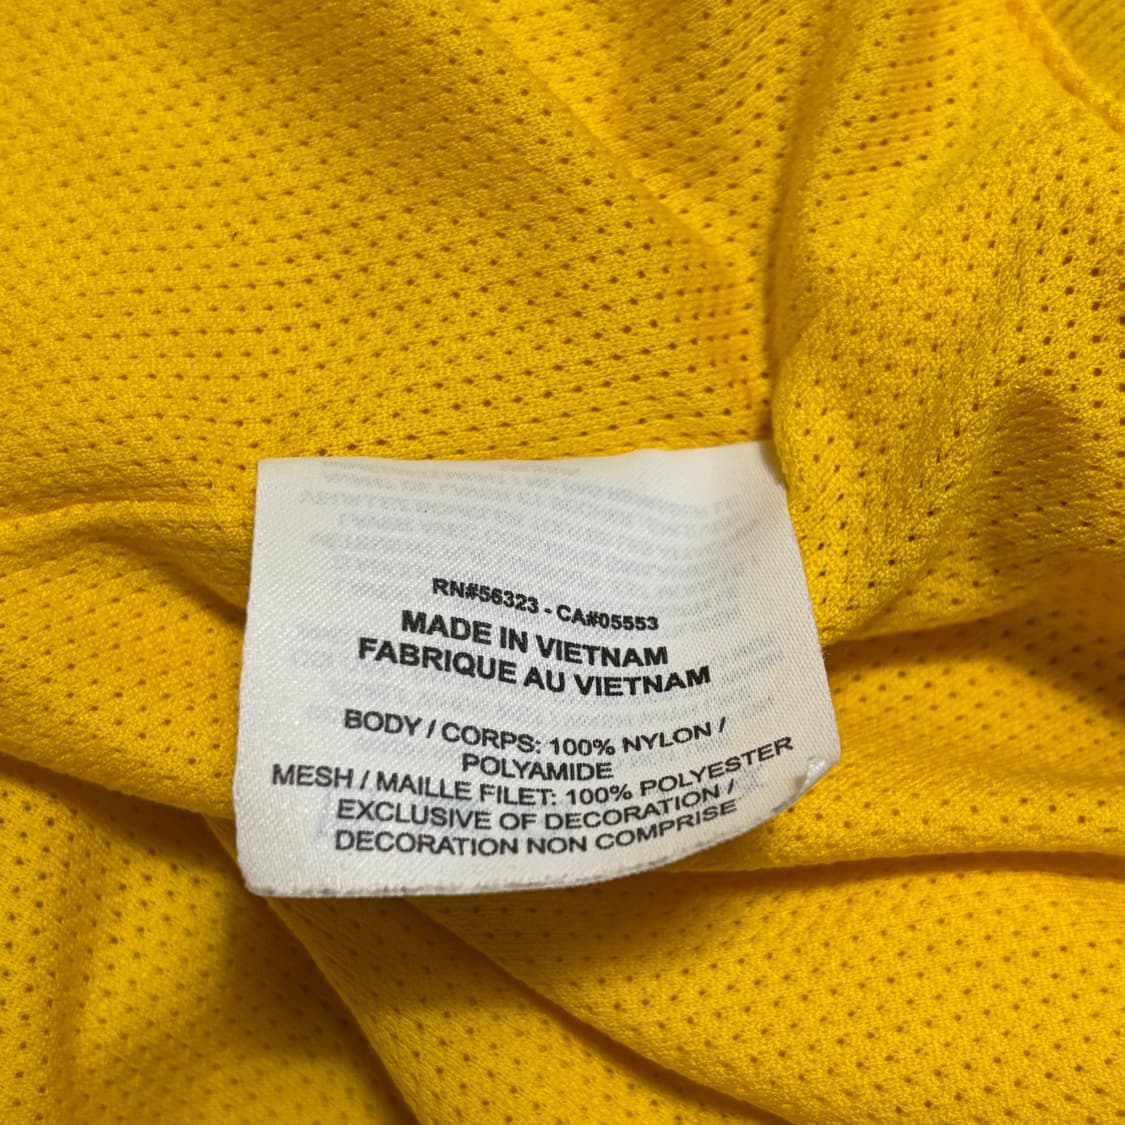 RN#56323 - CA#05553
MADE IN VIETNAM
FABRIQUE AU VIETNAM
BODY / CORPS: 100% NYLON /
POLYAMIDE
MESH / MAILLE FILET: 100% POLYESTER
EXCLUSIVE OF DECORATION /
DECORATION NON COMPRISE